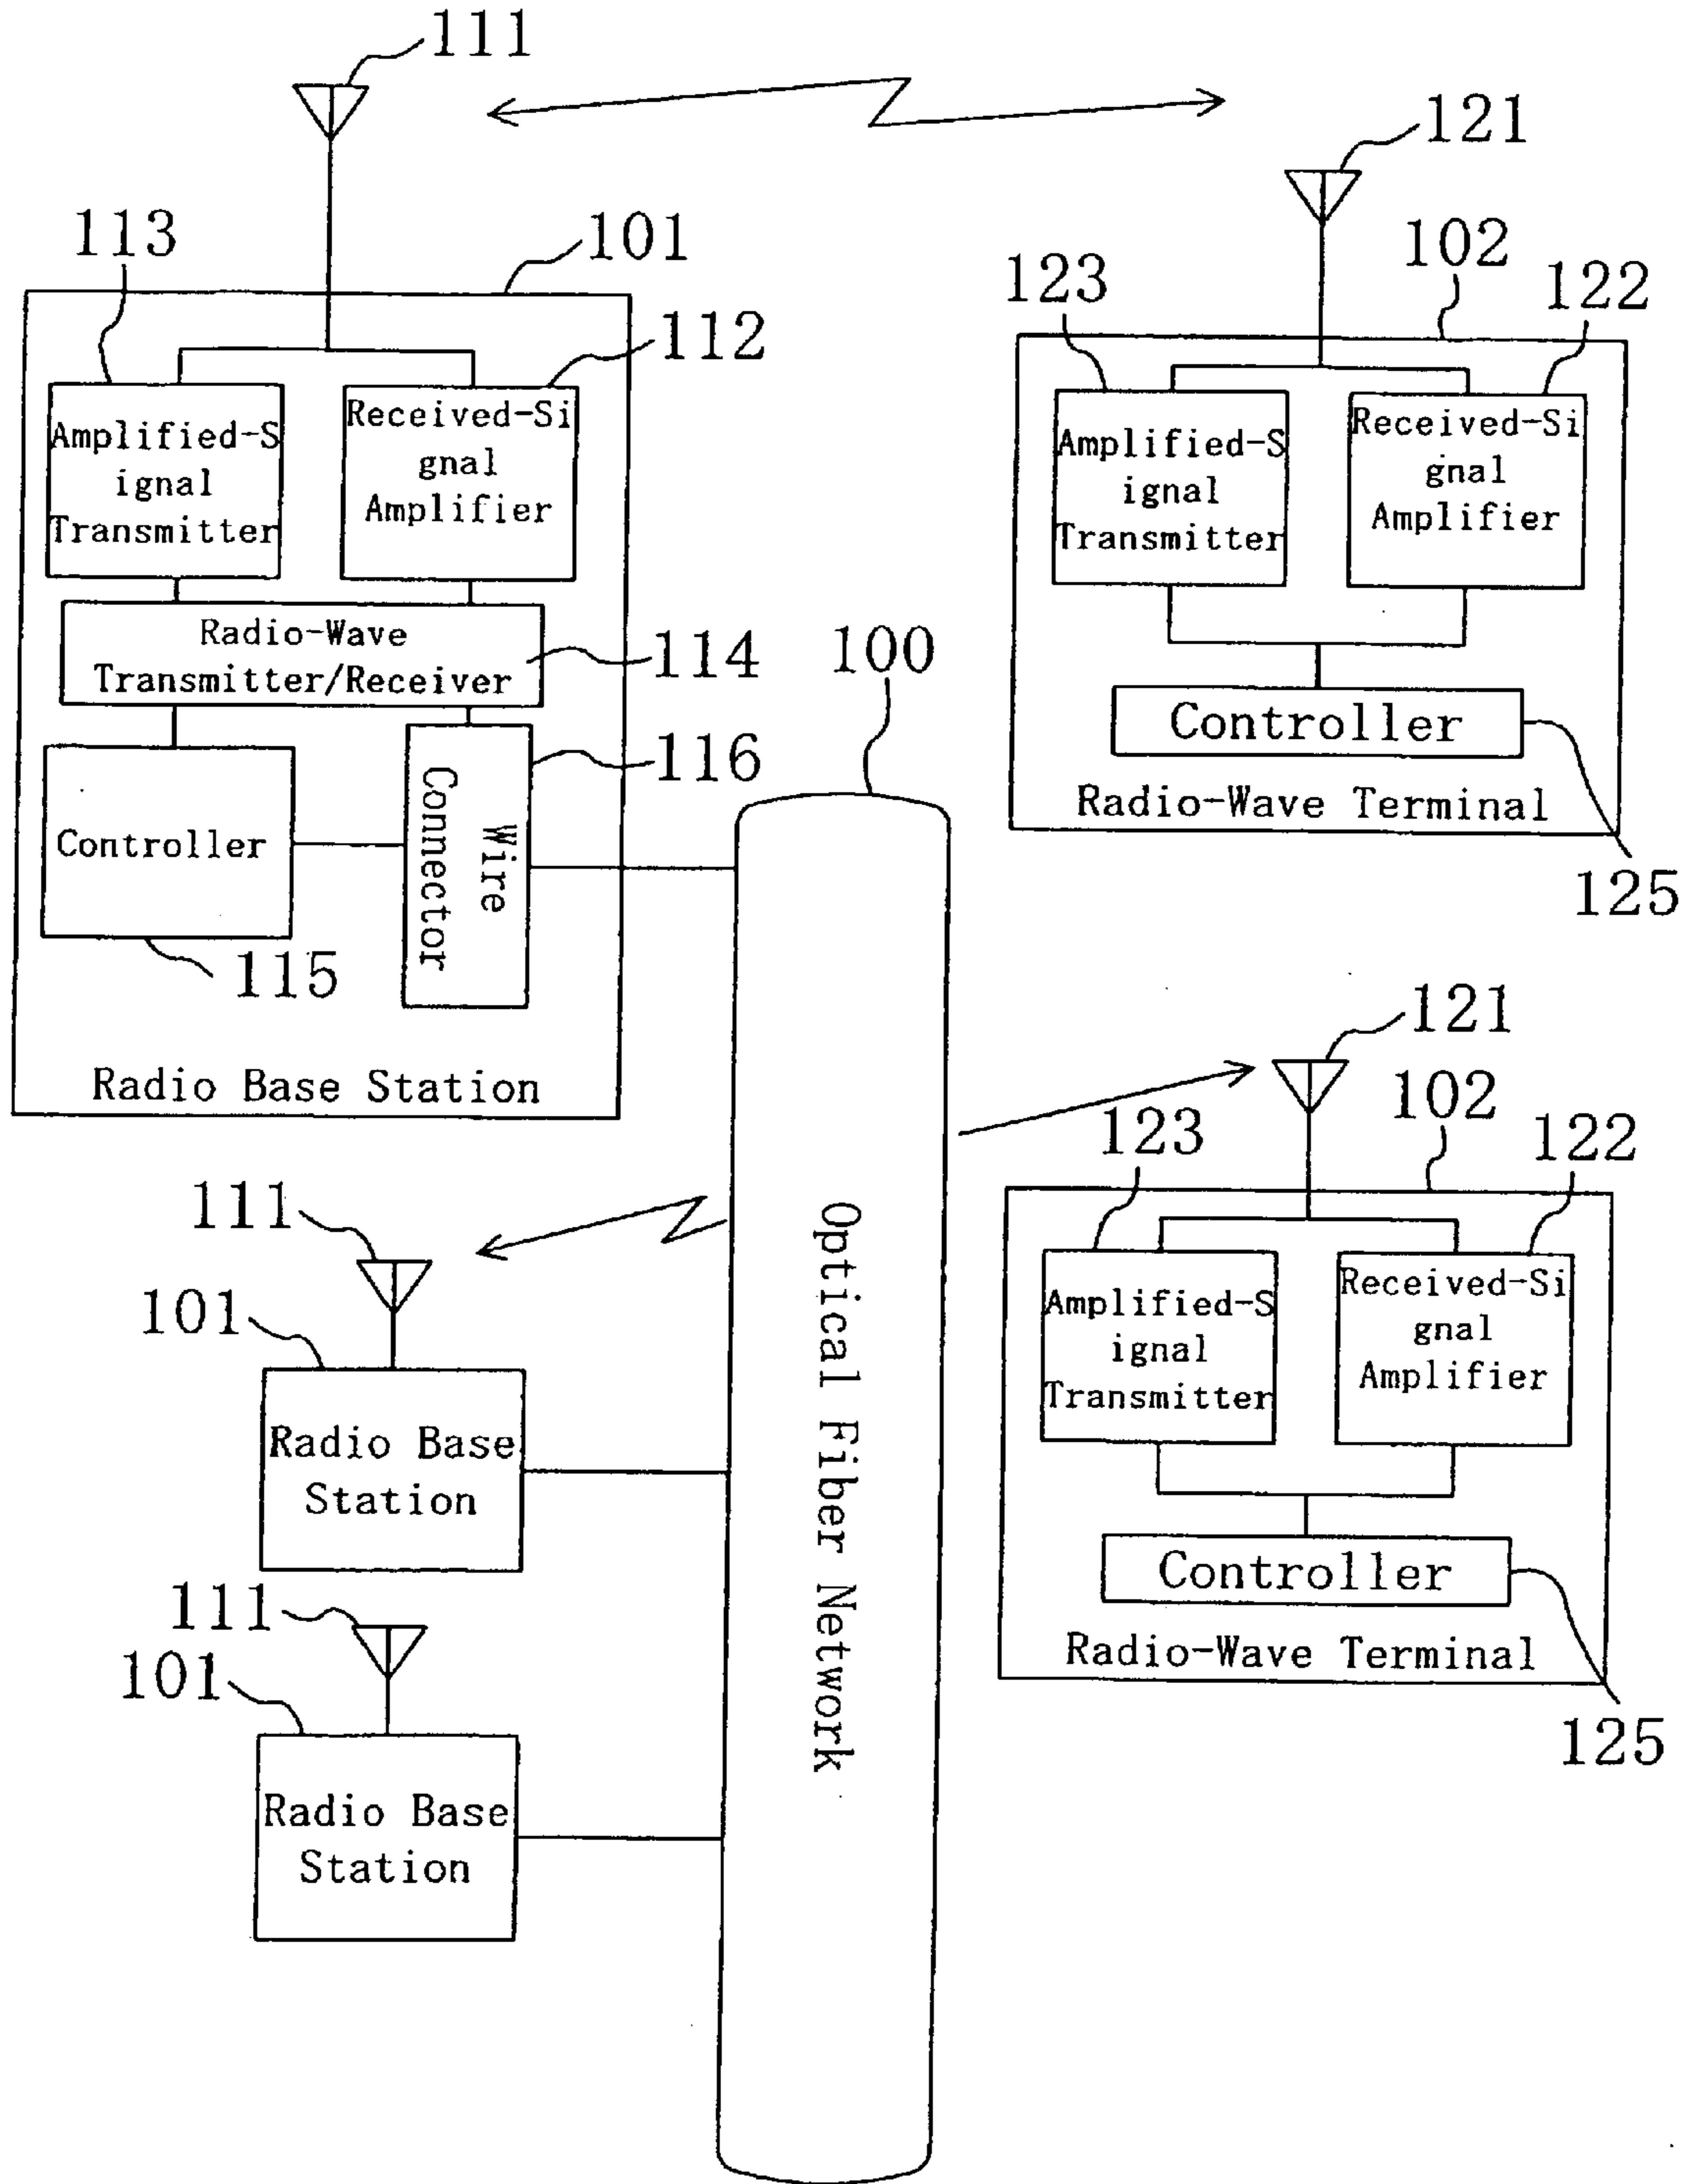 111
121
113
101
102
123
122
112
Amplified-S
ignal
Transmitter
Received-Si
gnal
Amplifier
Amplified-S
ignal
Transmitter
Received-Si
gnal
Amplifier
Radio-Wave
Transmitter/Receiver
114
100
Controller
116
Controller
Wire
Connector
Radio-Wave Terminal
125
115
Radio Base Station
121
102
123
122
111
101
Optical Fiber Network
Amplified-S
ignal
Transmitter
Received-Si
gnal
Amplifier
Radio Base
Station
Controller
Radio-Wave Terminal
125
111
101
Radio Base
Station